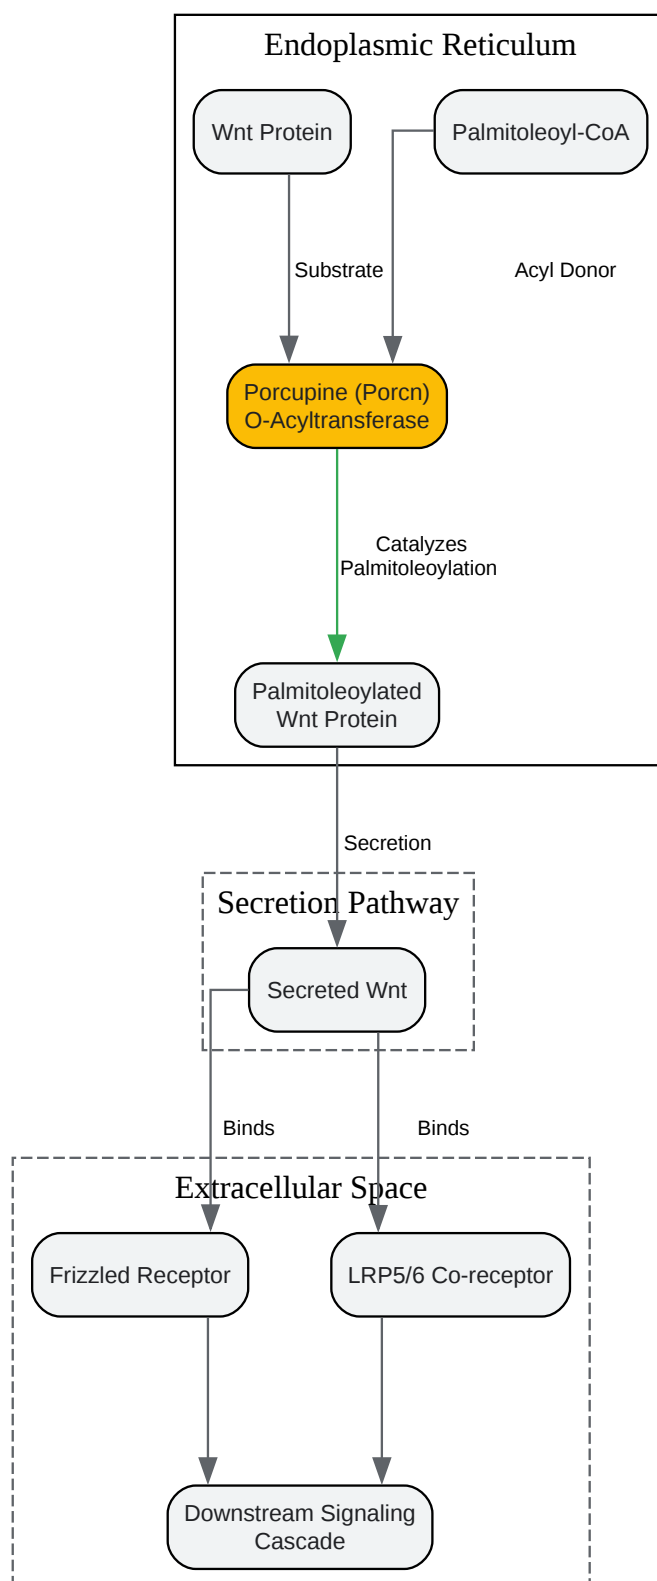 Endoplasmic Reticulum
Wnt Protein
Palmitoleoyl-CoA
Substrate
Acyl Donor
Porcupine (Porcn)
O-Acyltransferase
Catalyzes
Palmitoleoylation
Palmitoleoylated
Wnt Protein
Secretion
Secretion Pathway
Secreted Wnt
Binds
Binds
Extracellular Space
Frizzled Receptor
LRP5/6 Co-receptor
Downstream Signaling
Cascade